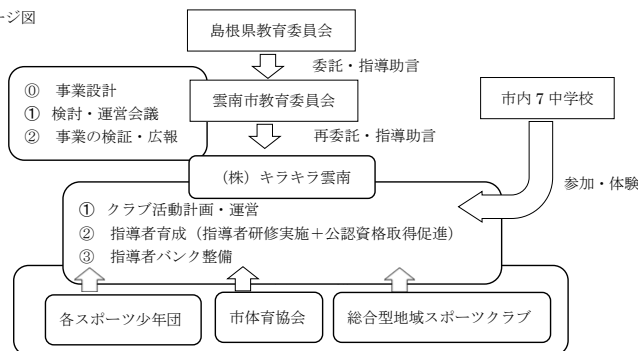 ージ図
島根県教育委員会
委託・指導助言
⓪ 事業設計
① 検討・運営会議
② 事業の検証・広報
雲南市教育委員会
市内 7 中学校
再委託・指導助言
(株)キラキラ雲南
参加・体験
① クラブ活動計画・運営
② 指導者育成(指導者研修実施+公認資格取得促進)
③ 指導者バンク整備
各スポーツ少年団
市体育協会
総合型地域スポーツクラブ